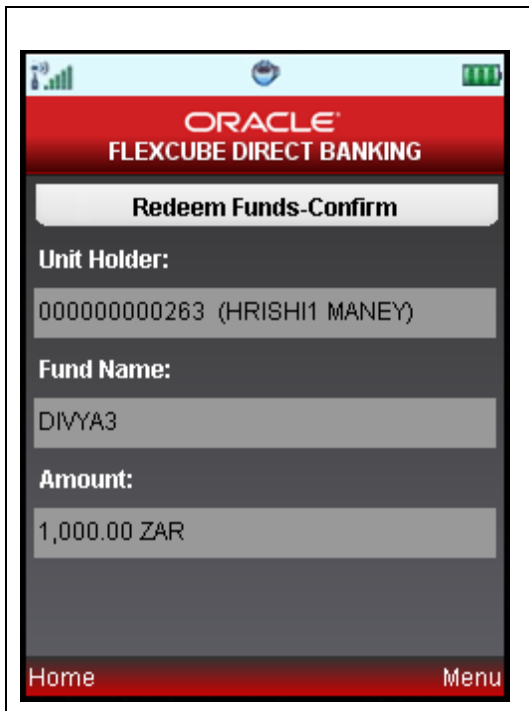 ORACLE
FLEXCUBE DIRECT BANKING
Redeem Funds-Confirm
Unit Holder:
000000000263 (HRISHI1 MANEY)
Fund Name:
DIVYA3
Amount:
1,000.00 ZAR
Home Menu